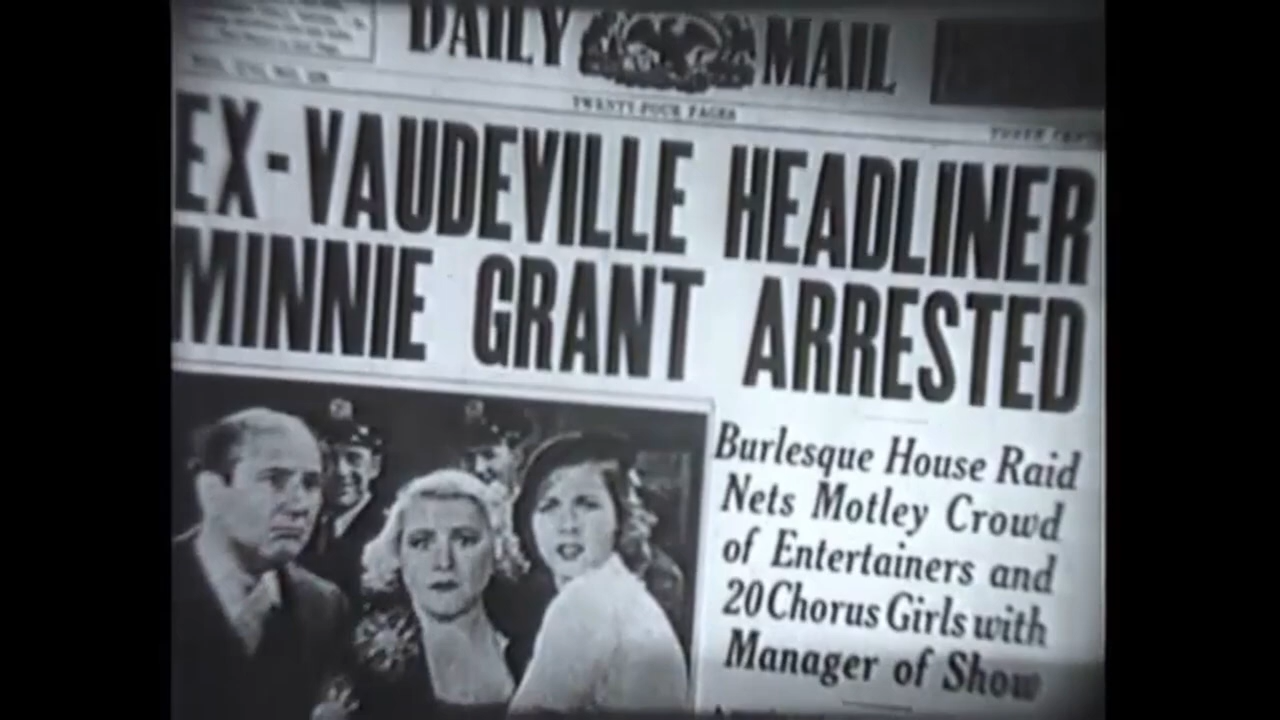 DAILY MAIL
TWENTY-FOUR PAGES
EX-VAUDEVILLE HEADLINER
MINNIE GRANT ARRESTED
Burlesque House Raid
Nets Motley Crowd
of Entertainers and
20 Chorus Girls with
Manager of Show